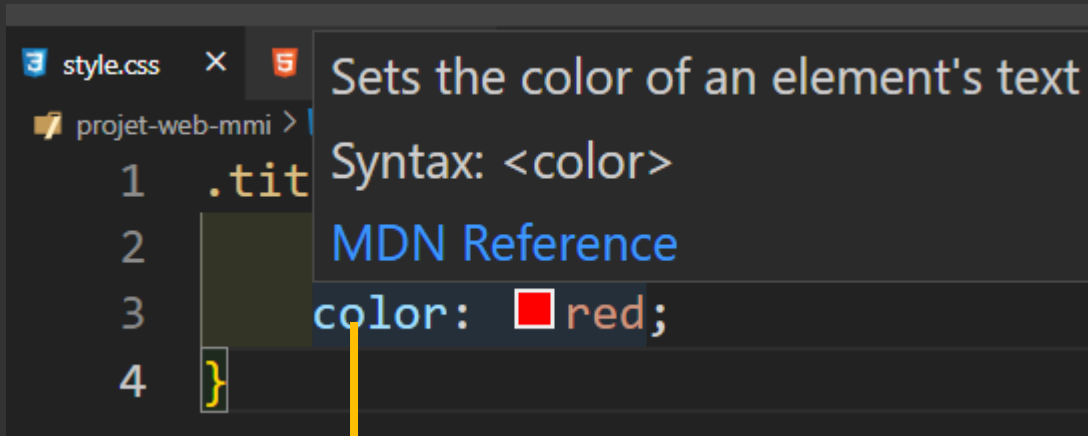 style.css
Sets the color of an element's text
projet-web-mmi >
Syntax: <color>
1 .tit
MDN Reference
2
3 color: red;
4 }